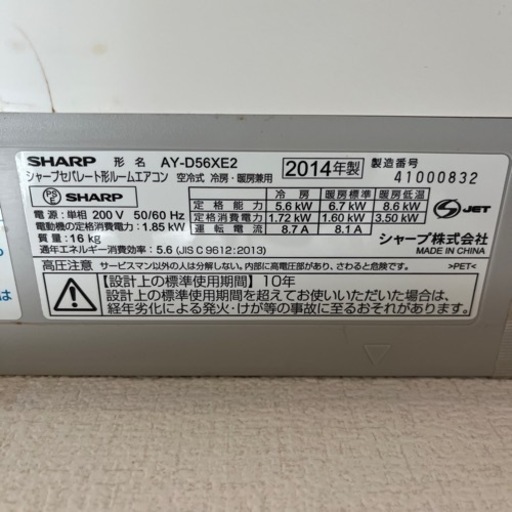 SHARP 形 名 AY-D56XE2 2014年製 製造番号
シャープセパレート形ルームエアコン 空冷式 冷房・暖房兼用 41000832
PS E SHARP
電 源 : 単相 200 V 50/60 Hz
電動機の定格消費電力 : 1.85 kW
質 量 : 16 kg
通年エネルギー消費効率 : 5.6 (JIS C 9612:2013)
冷 房 暖房標準 暖房低温
定 格 能 力 5.6 kW 6.7 kW 8.6 kW
定格消費電力 1.72 kW 1.60 kW 3.50 kW
運 転 電 流 8.7 A 8.1 A
S JET
シャープ株式会社
MADE IN CHINA
高圧注意 サービスマン以外の人は分解しない。内部に高電圧部があり、さわると危険です。 >PET<
【設計上の標準使用期間】10年
設計上の標準使用期間を超えてお使いいただいた場合は、
経年劣化による発火・けが等の事故に至るおそれがあります。
は